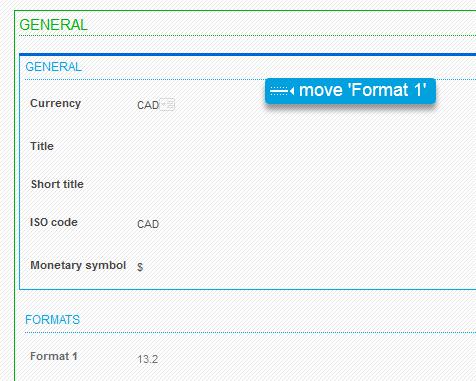 GENERAL
GENERAL
move 'Format 1'
Currency CAD
Title
Short title
ISO code CAD
Monetary symbol $
FORMATS
Format 1 13.2